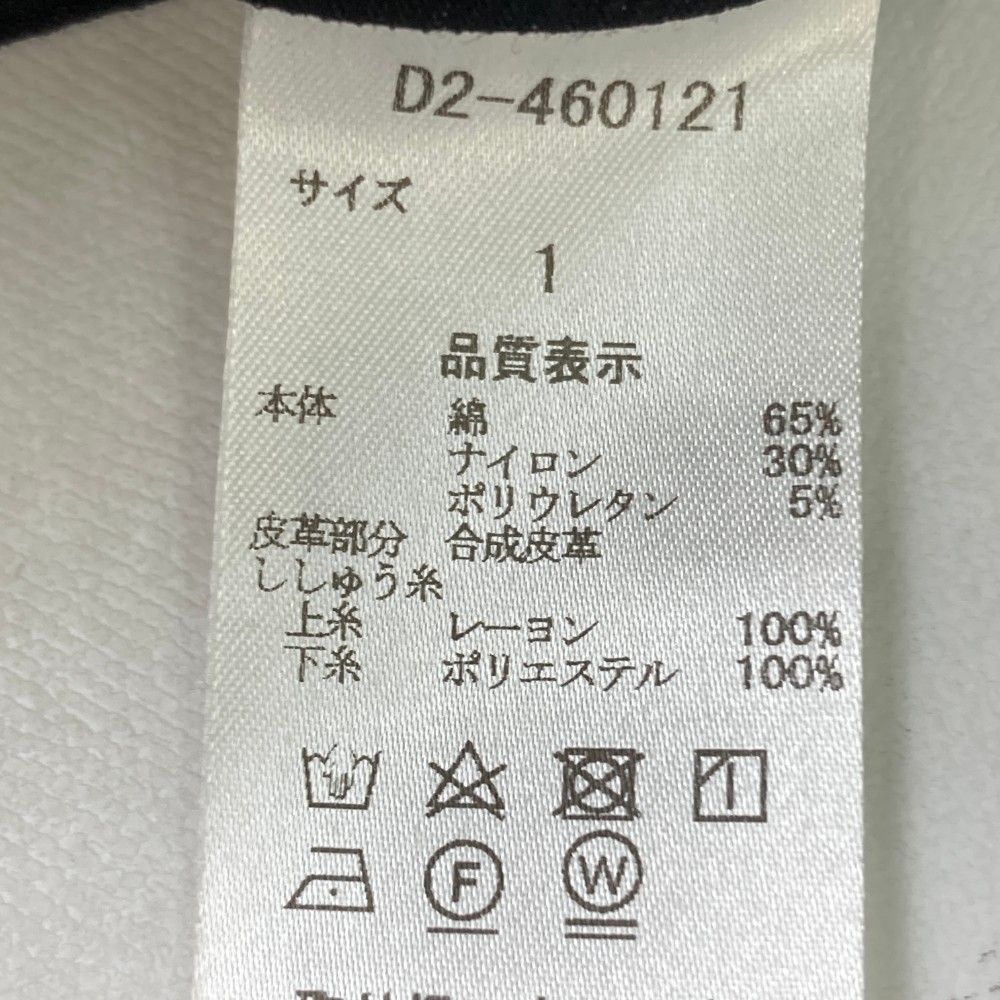 D2-460121
サイズ
1
品質表示
本体 綿 65%
ナイロン 30%
ポリウレタン 5%
皮革部分 合成皮革
ししゅう糸
上糸 レーヨン 100%
下糸 ポリエステル 100%
F W